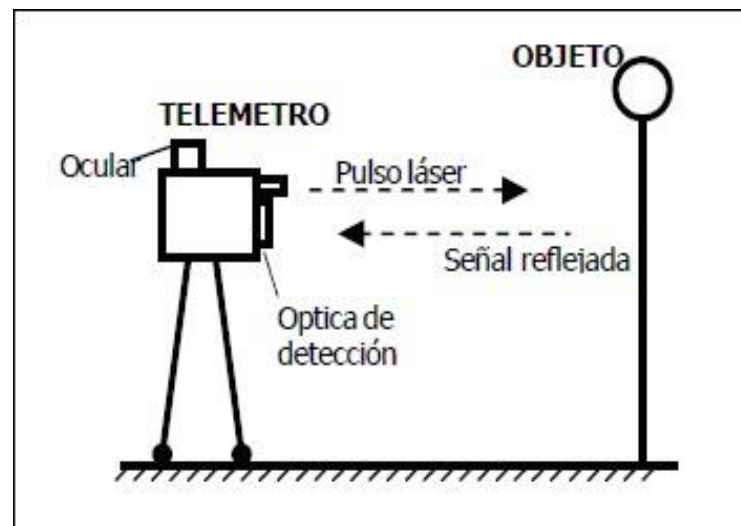 OBJETO
TELEMETRO
Ocular
Pulso láser
Señal reflejada
Optica de
detección